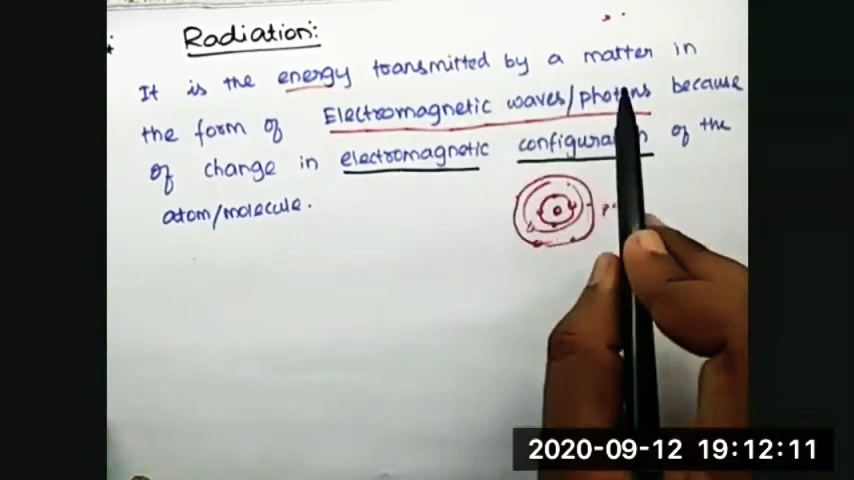 Radiation:
It is the energy transmitted by a matter in
the form of Electromagnetic waves/photons because
of change in electromagnetic configuration of the
atom/molecule.
2020-09-12 19:12:11